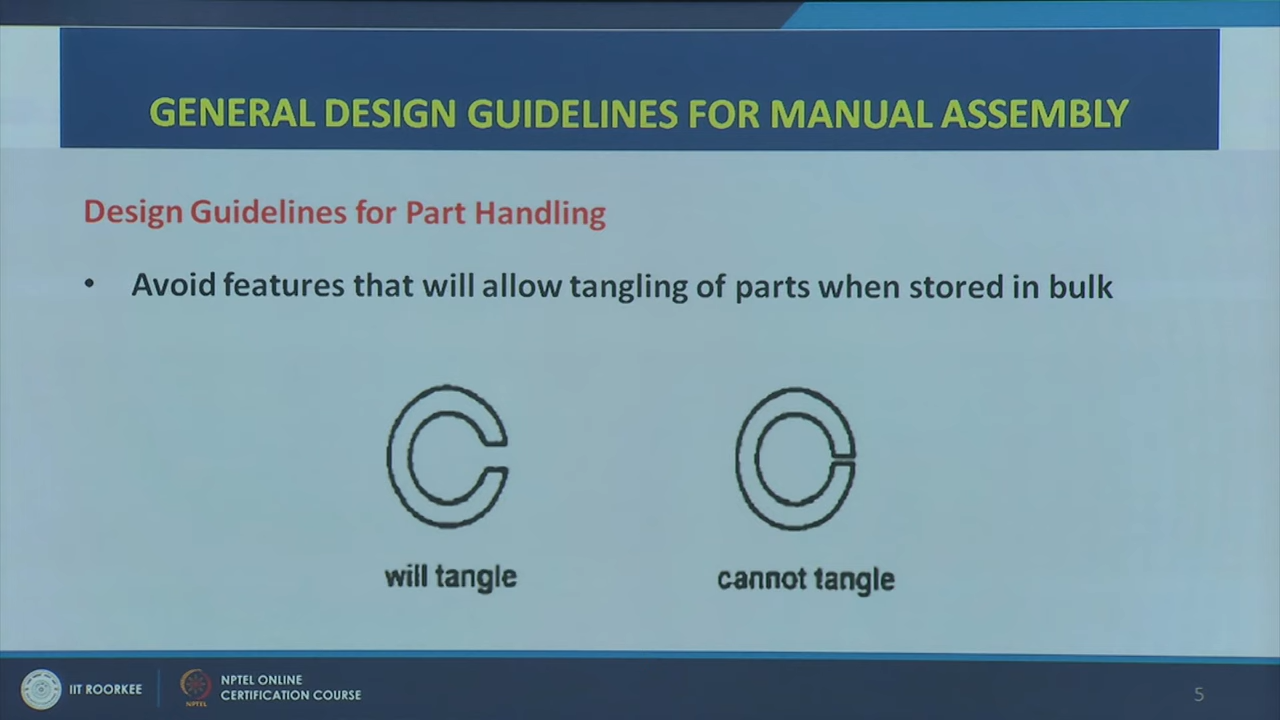 GENERAL DESIGN GUIDELINES FOR MANUAL ASSEMBLY
Design Guidelines for Part Handling
• Avoid features that will allow tangling of parts when stored in bulk
will tangle
cannot tangle
IIT ROORKEE
NPTEL
NPTEL ONLINE
CERTIFICATION COURSE
5